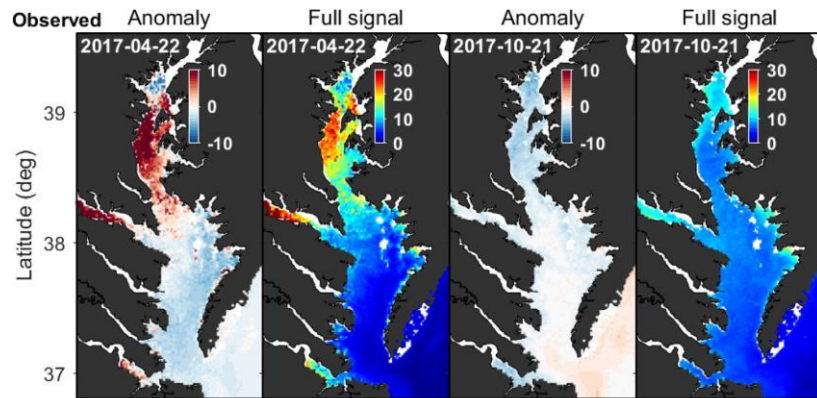 Observed Anomaly Full signal Anomaly Full signal
2017-04-22 2017-04-22 2017-10-21 2017-10-21
10 30 10 30
39
0 20 0 20
10 10
-10 0 -10 0
Latitude (deg)
38
37